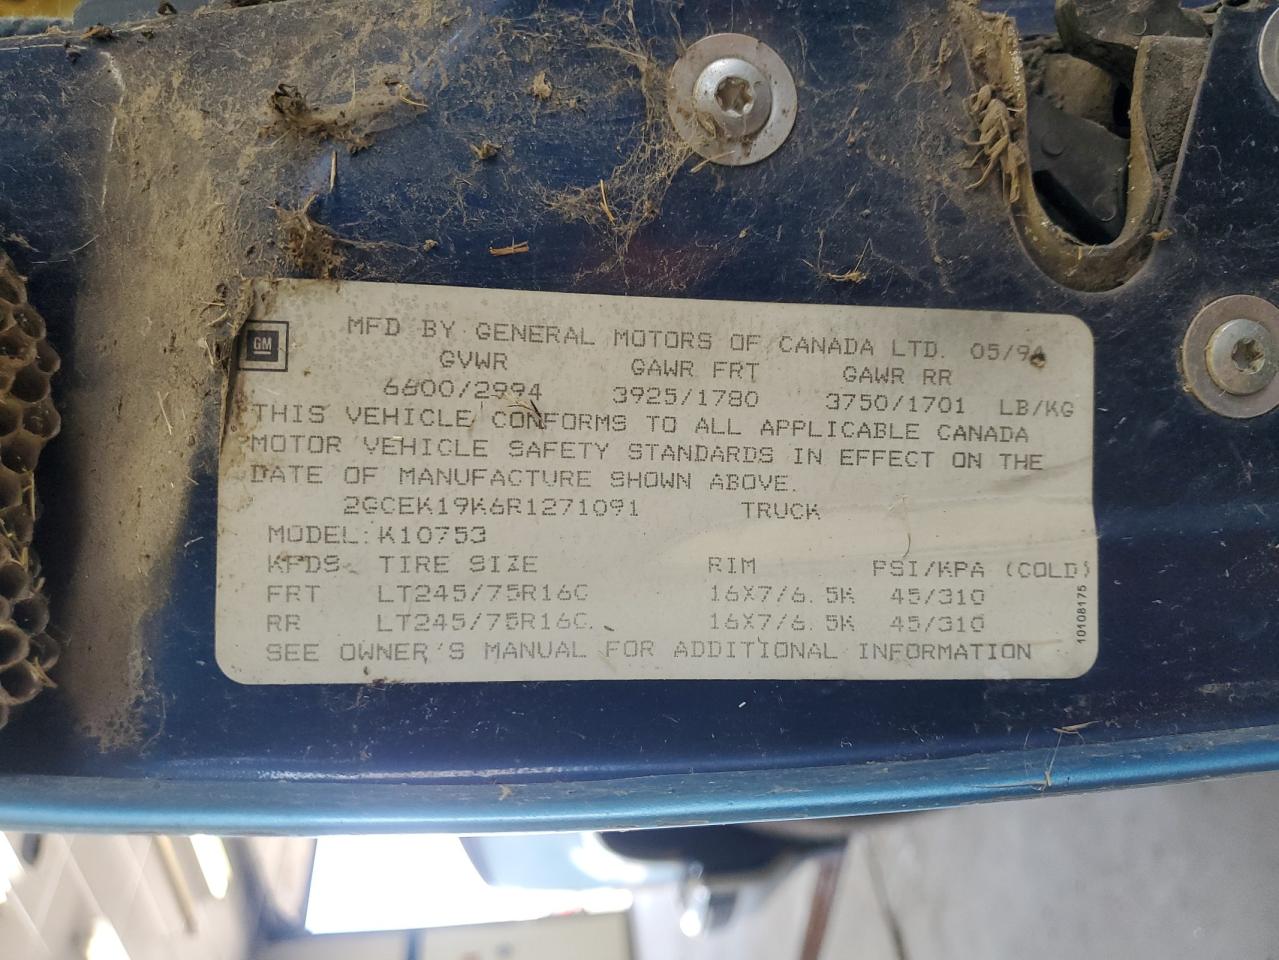 GM
MFD BY GENERAL MOTORS OF CANADA LTD. 05/94
GVWR GAWR FRT GAWR RR
6600/2994 3925/1780 3750/1701 LB/KG
THIS VEHICLE CONFORMS TO ALL APPLICABLE CANADA
MOTOR VEHICLE SAFETY STANDARDS IN EFFECT ON THE
DATE OF MANUFACTURE SHOWN ABOVE.
2GCEK19K6R1271091 TRUCK
MODEL: K10753
KFDS TIRE SIZE RIM PSI/KPA (COLD)
FRT LT245/75R16C 16X7/6.5K 45/310
RR LT245/75R16C. 16X7/6.5K 45/310
SEE OWNER'S MANUAL FOR ADDITIONAL INFORMATION
10108175